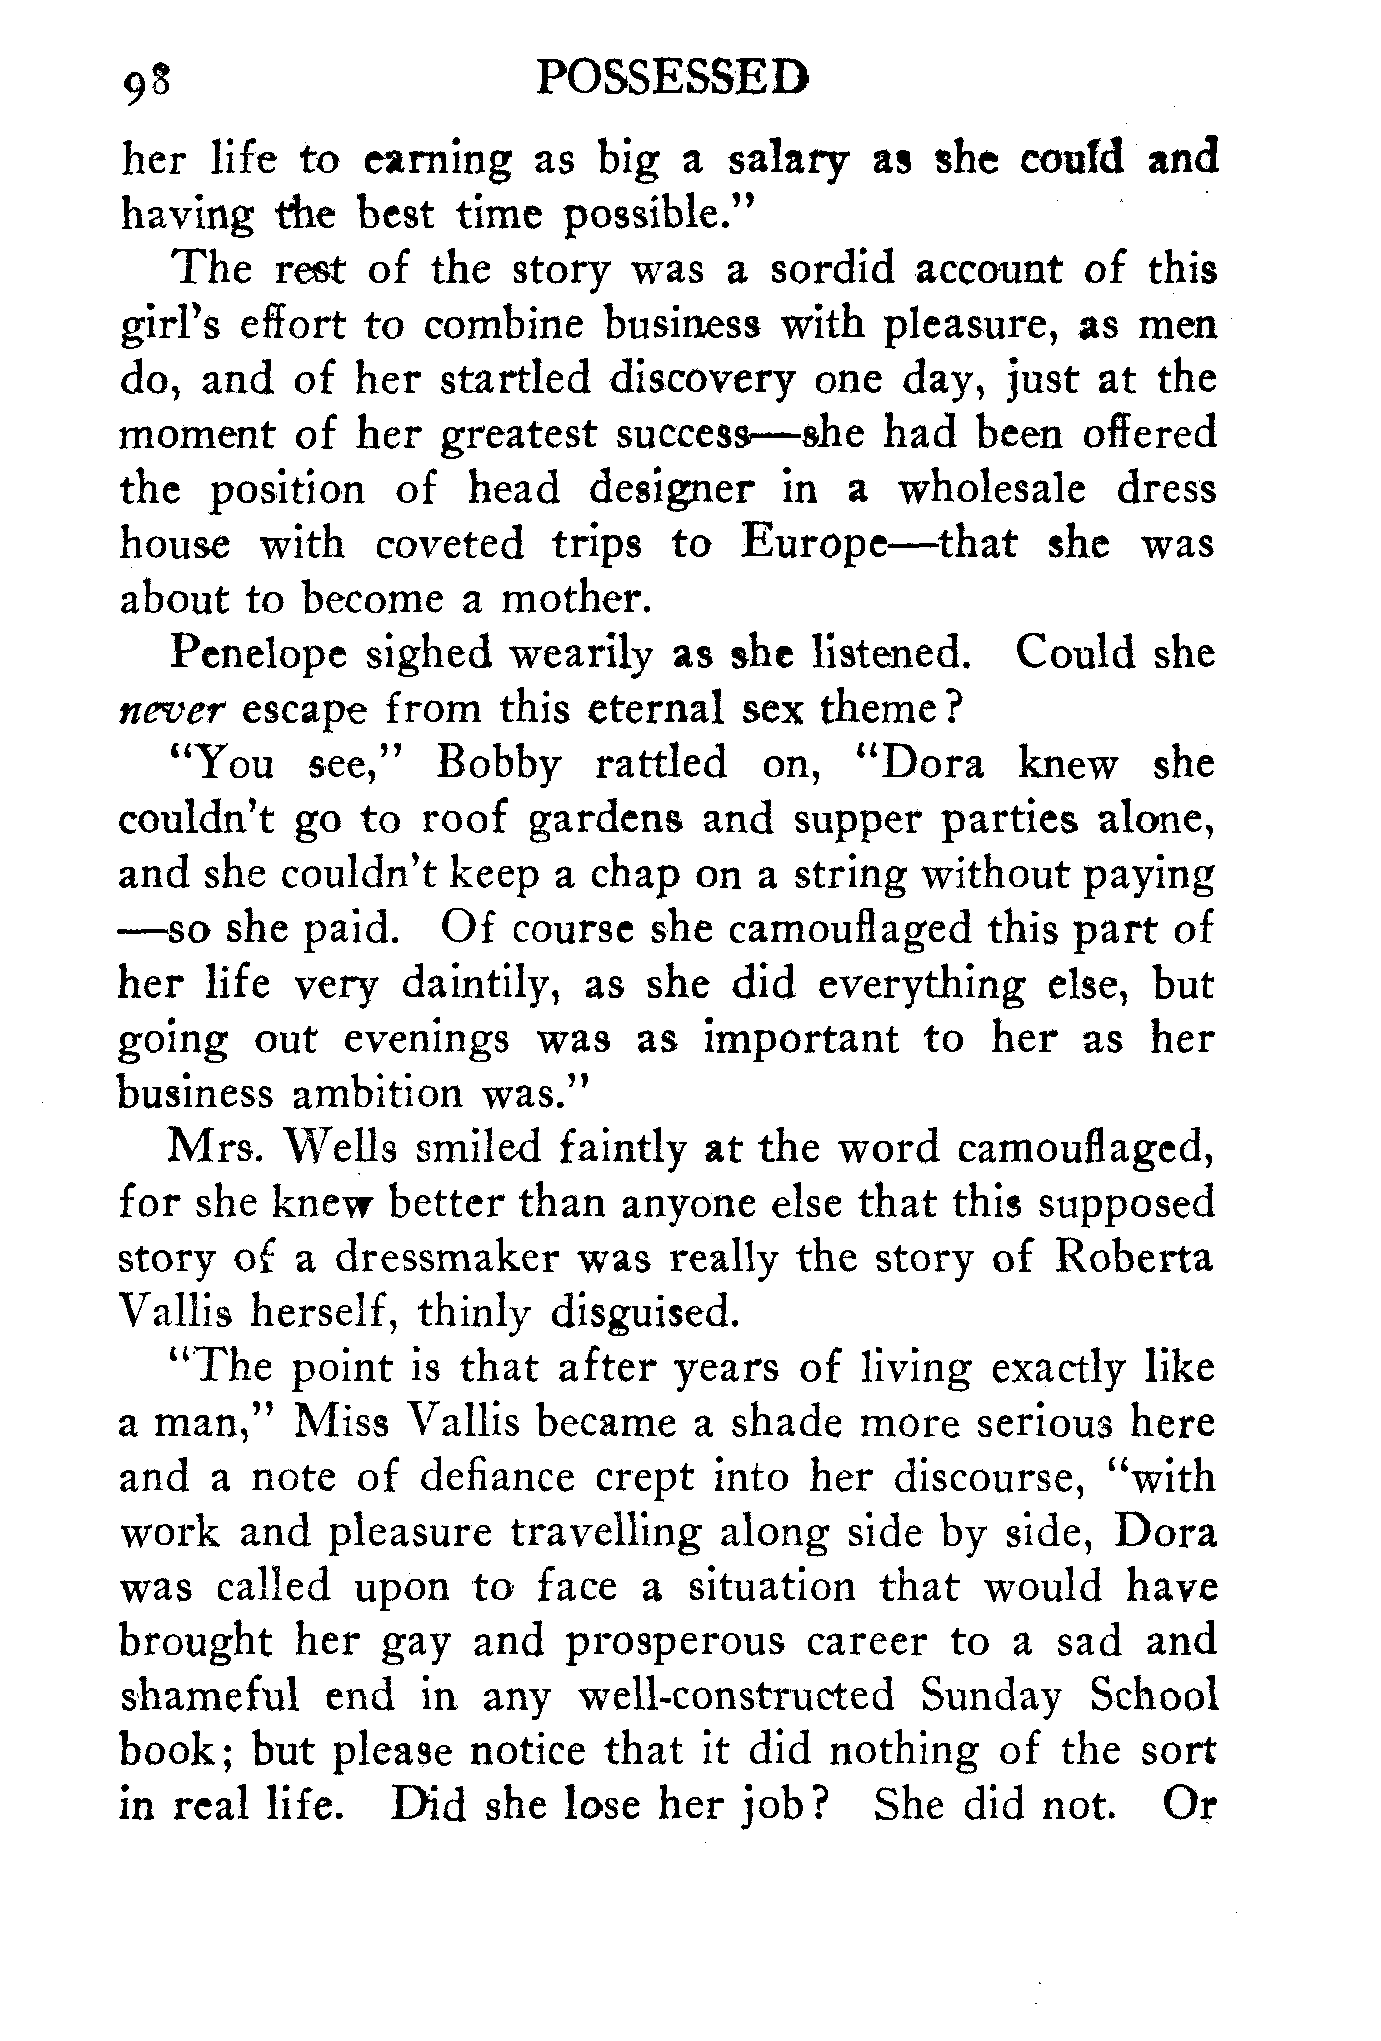 98 POSSESSED
her life to earning as big a salary as she could and
having the best time possible."
The rest of the story was a sordid account of this
girl's effort to combine business with pleasure, as men
do, and of her startled discovery one day, just at the
moment of her greatest success—she had been offered
the position of head designer in a wholesale dress
house with coveted trips to Europe—that she was
about to become a mother.
Penelope sighed wearily as she listened. Could she
never escape from this eternal sex theme?
"You see," Bobby rattled on, "Dora knew she
couldn't go to roof gardens and supper parties alone,
and she couldn't keep a chap on a string without paying
—so she paid. Of course she camouflaged this part of
her life very daintily, as she did everything else, but
going out evenings was as important to her as her
business ambition was."
Mrs. Wells smiled faintly at the word camouflaged,
for she knew better than anyone else that this supposed
story of a dressmaker was really the story of Roberta
Vallis herself, thinly disguised.
"The point is that after years of living exactly like
a man," Miss Vallis became a shade more serious here
and a note of defiance crept into her discourse, "with
work and pleasure travelling along side by side, Dora
was called upon to face a situation that would have
brought her gay and prosperous career to a sad and
shameful end in any well-constructed Sunday School
book; but please notice that it did nothing of the sort
in real life. Did she lose her job? She did not. Or